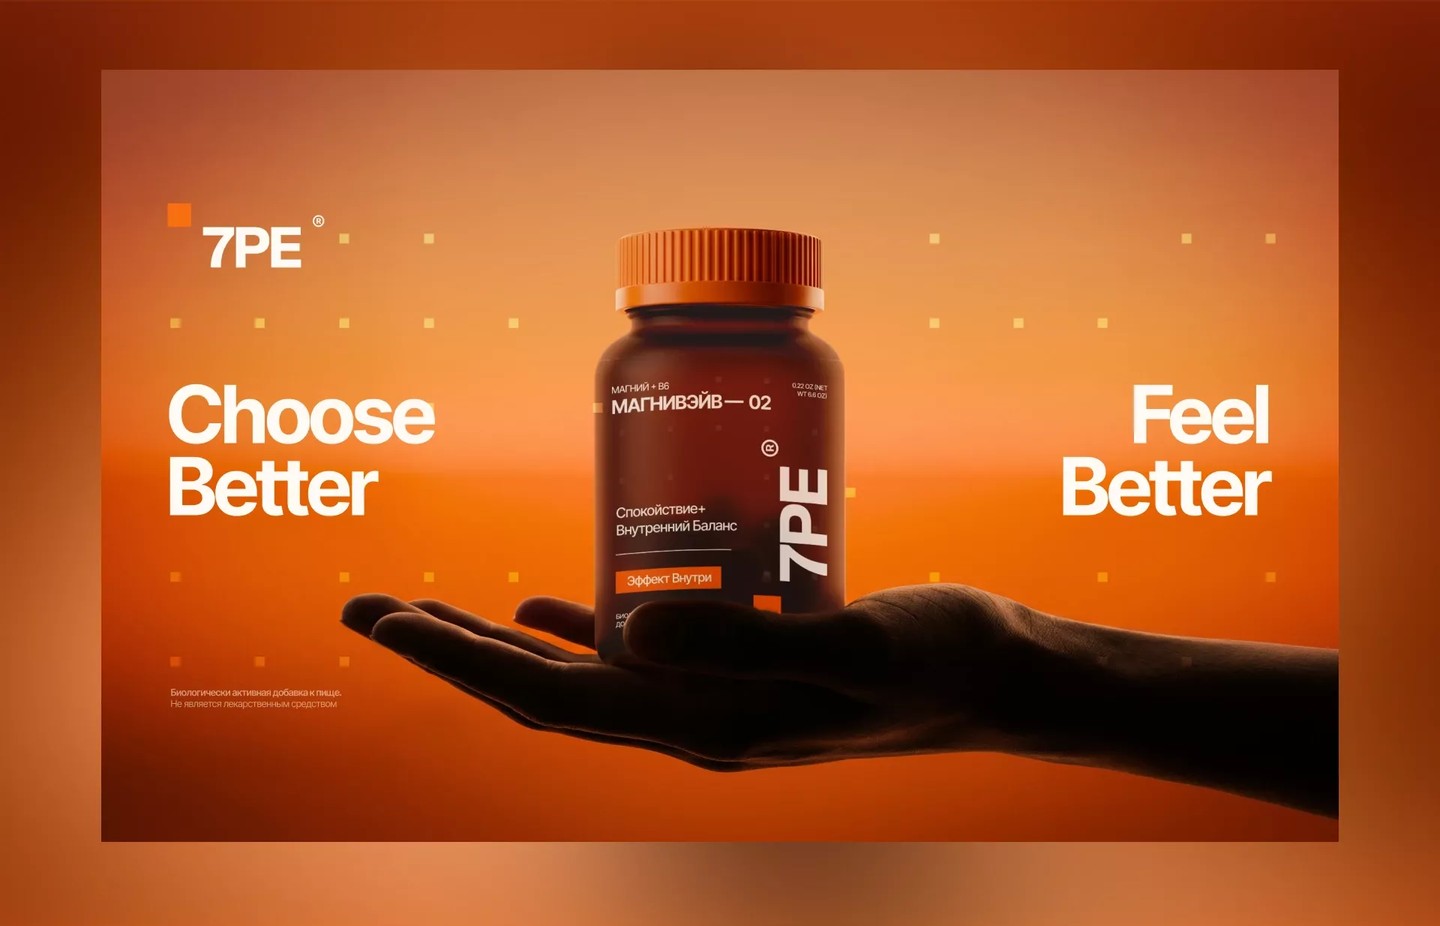 7PE ®
Choose
Better
Feel
Better
МАГНИЙ + B6
МАГНИВЭЙВ — 02
0.22 OZ (NET
WT 6.6 OZ)
7PE ®
Спокойствие+
Внутренний Баланс
Эффект Внутри
Биологически активная добавка к пище.
Не является лекарственным средством